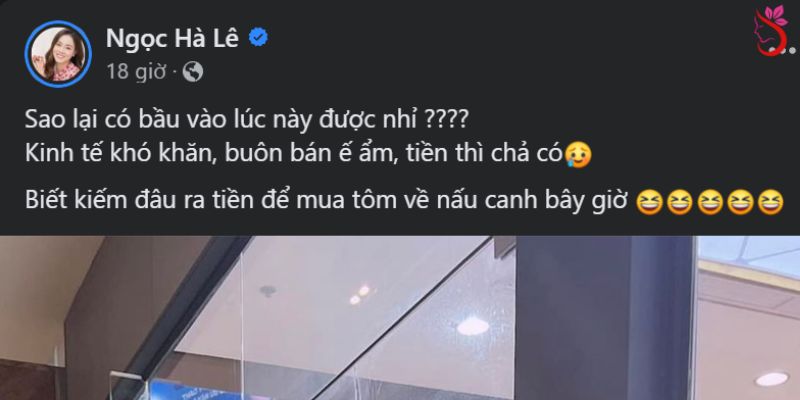 Ngọc Hà Lê
18 giờ ·
Sao lại có bầu vào lúc này được nhỉ ????
Kinh tế khó khăn, buôn bán ế ẩm, tiền thì chả có😥
Biết kiếm đâu ra tiền để mua tôm về nấu canh bây giờ 😆😆😆😆😆